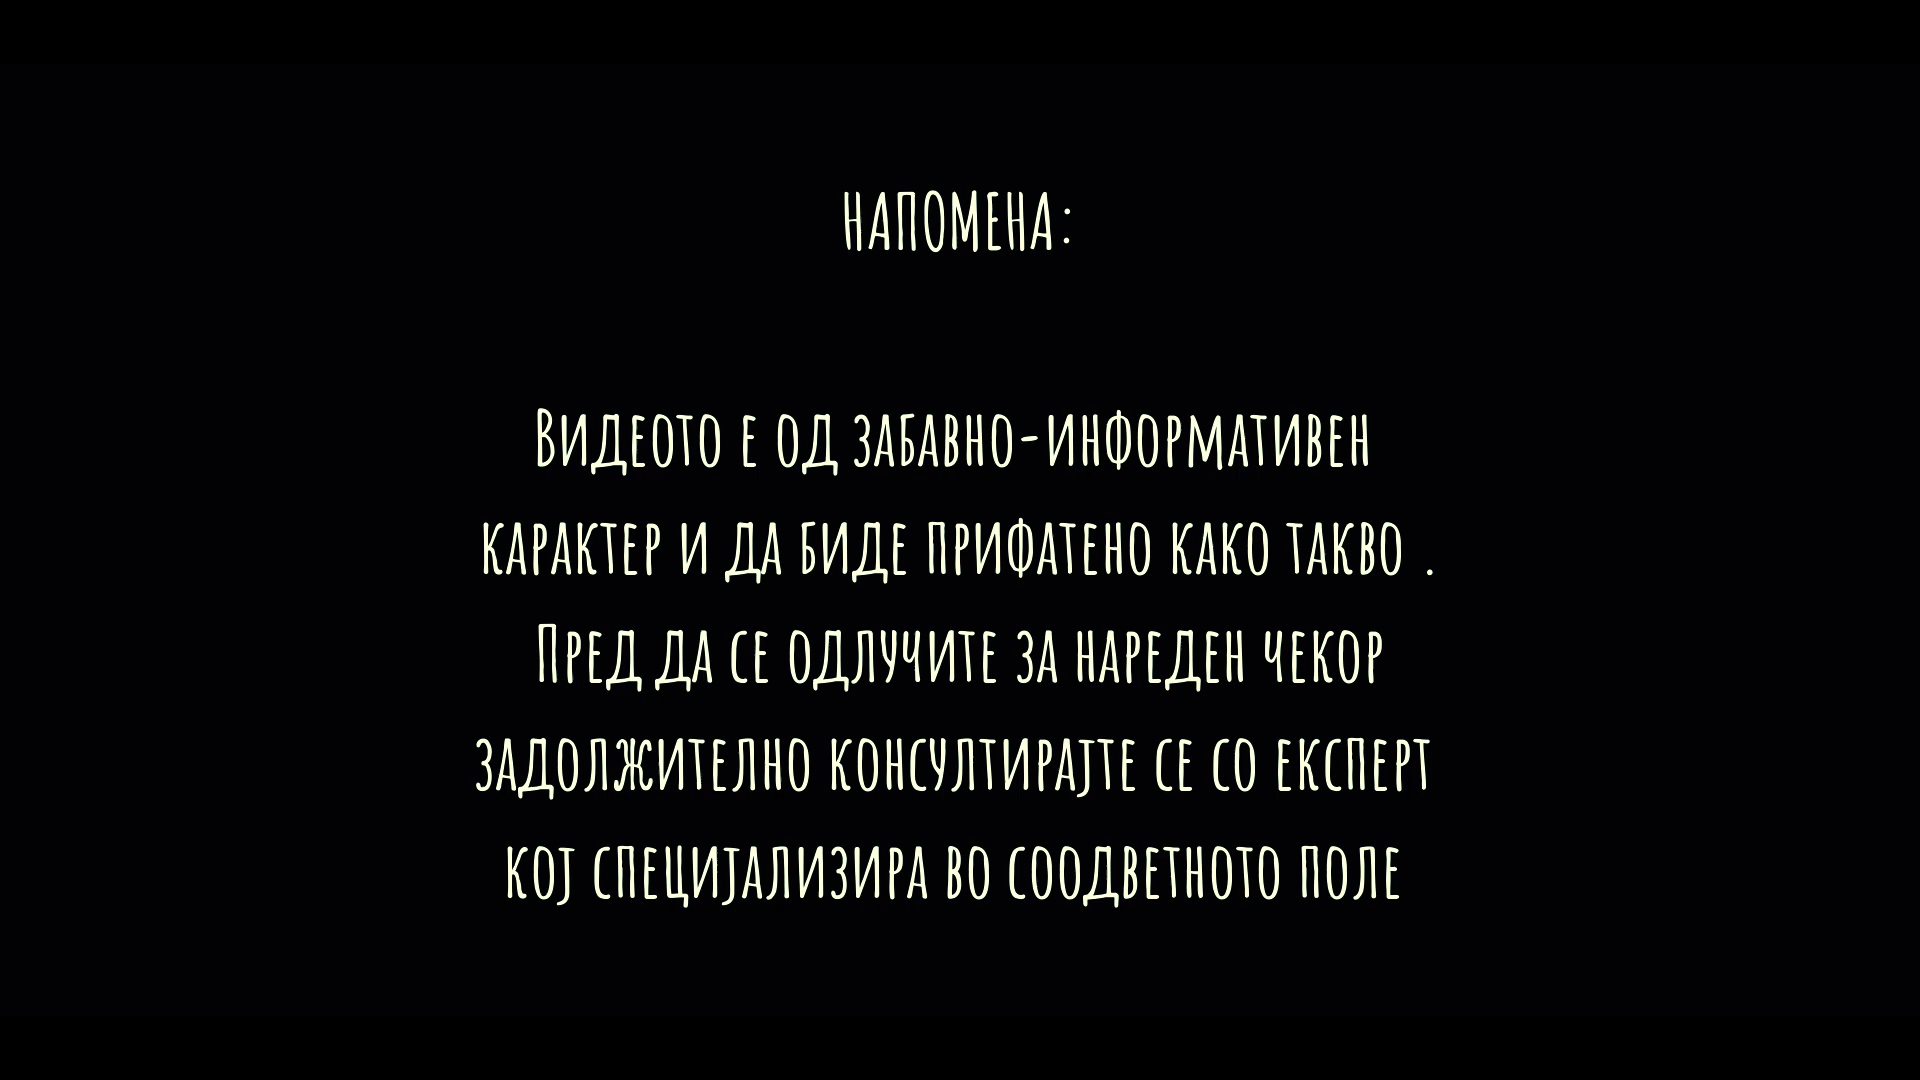 НАПОМЕНА:
Видеото е од забавно-информативен
карактер и да биде прифатено како такво .
Пред да се одлучите за нареден чекор
задолжително консултирајте се со експерт
кој специјализира во соодветното поле